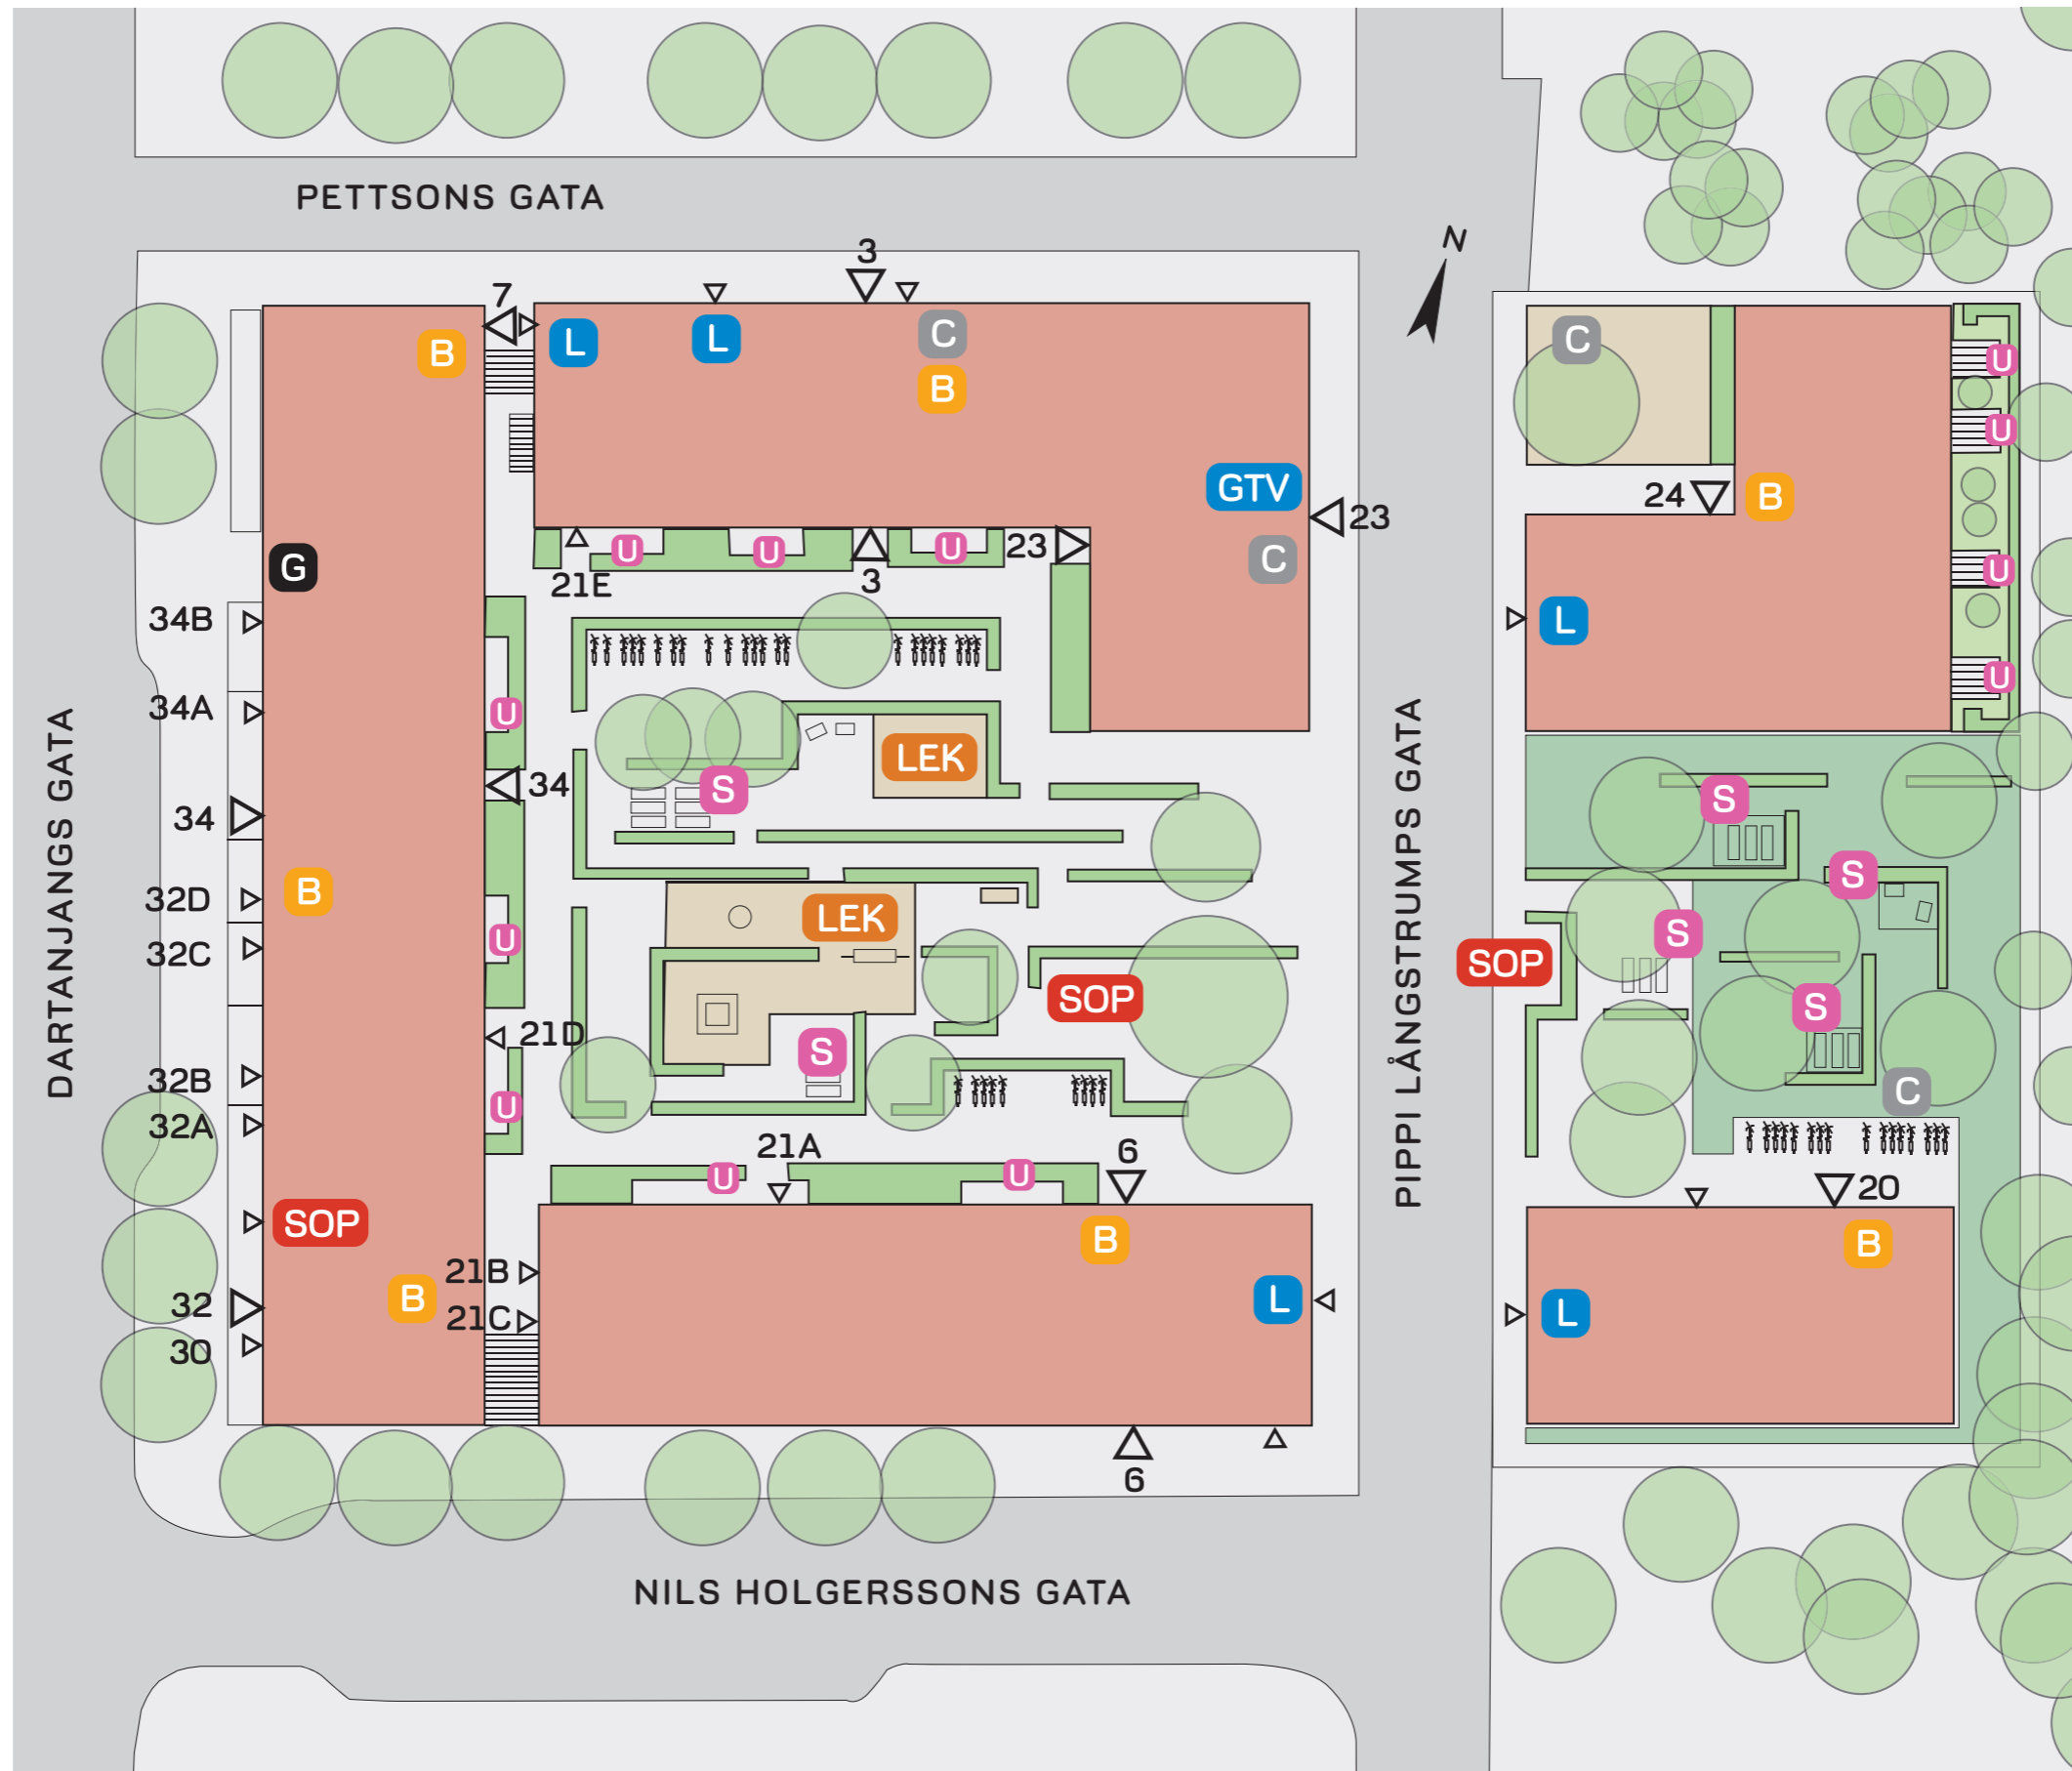 PETTSONS GATA
N
3
7
B
L
L
C
B
C
U
U
GTV
23
24
B
G
U
U
U
23
C
21E
3
U
34B
L
34A
U
LEK
U
34
S
S
34
B
LEK
S
32D
U
S
32C
SOP
SOP
S
21D
S
32B
U
C
32A
21A
6
U
U
20
SOP
B
B
21B
B
L
L
32
21C
30
6
DARTANJANGS GATA
PIPPI LÅNGSTRUMPS GATA
NILS HOLGERSSONS GATA